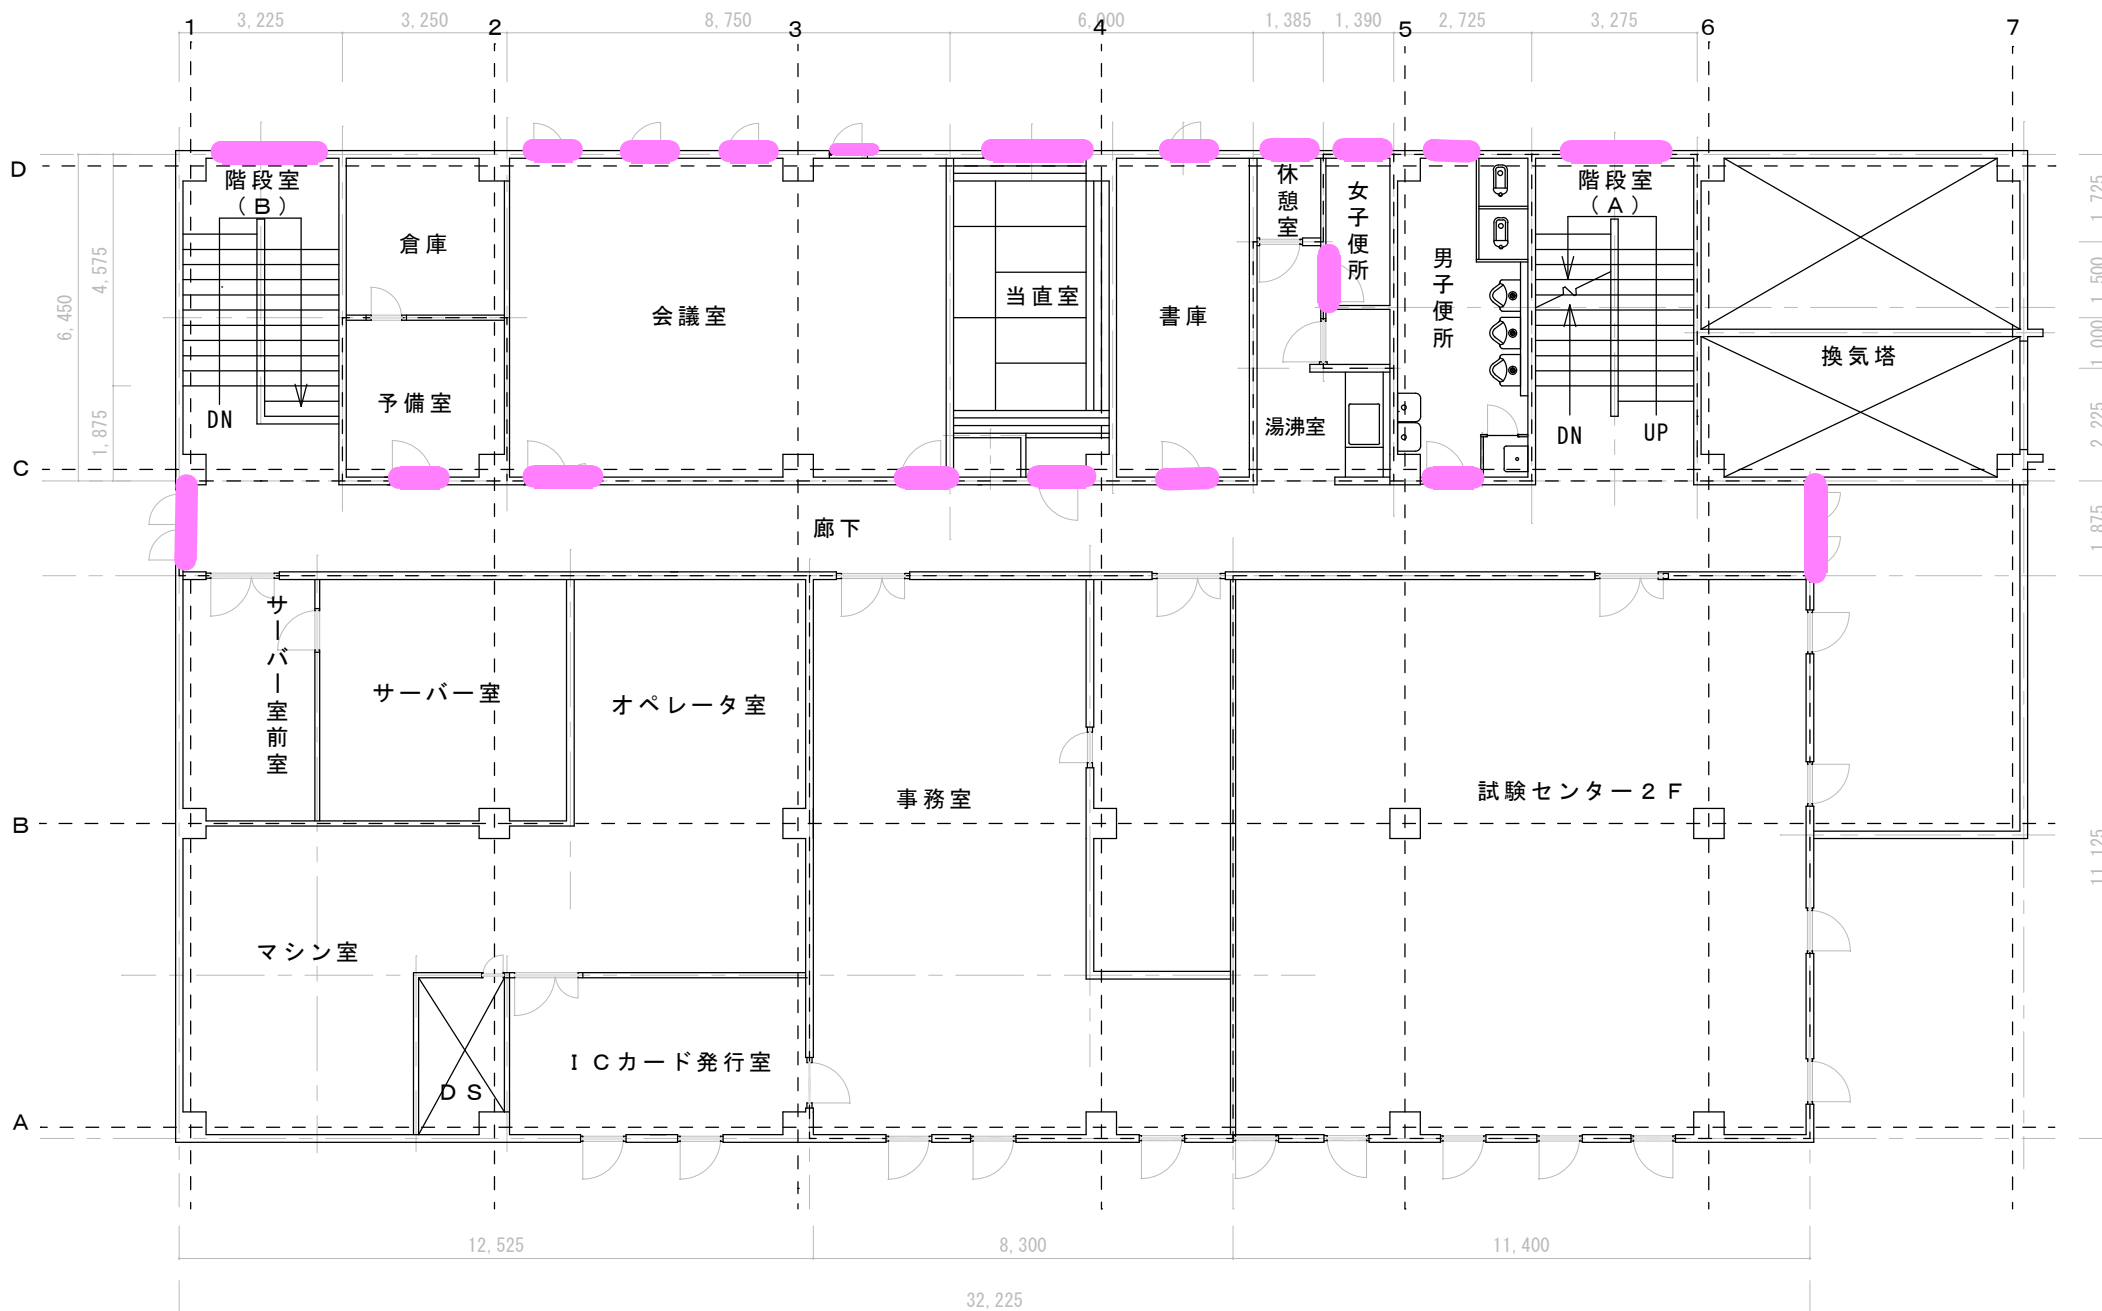 3,225
3,250
8,750
6,000
1,385
1,390
2,725
3,275
1
2
3
4
5
6
7
D
C
B
A
6,450
4,575
1,875
1,725
1,500
1,000
2,225
1,875
11,125
階段室
(B)
DN
倉庫
予備室
会議室
当直室
書庫
休憩室
女子便所
湯沸室
男子便所
階段室
(A)
DN
UP
換気塔
廊下
サーバー室前室
サーバー室
オペレータ室
事務室
試験センター2F
マシン室
DS
ICカード発行室
12,525
8,300
11,400
32,225